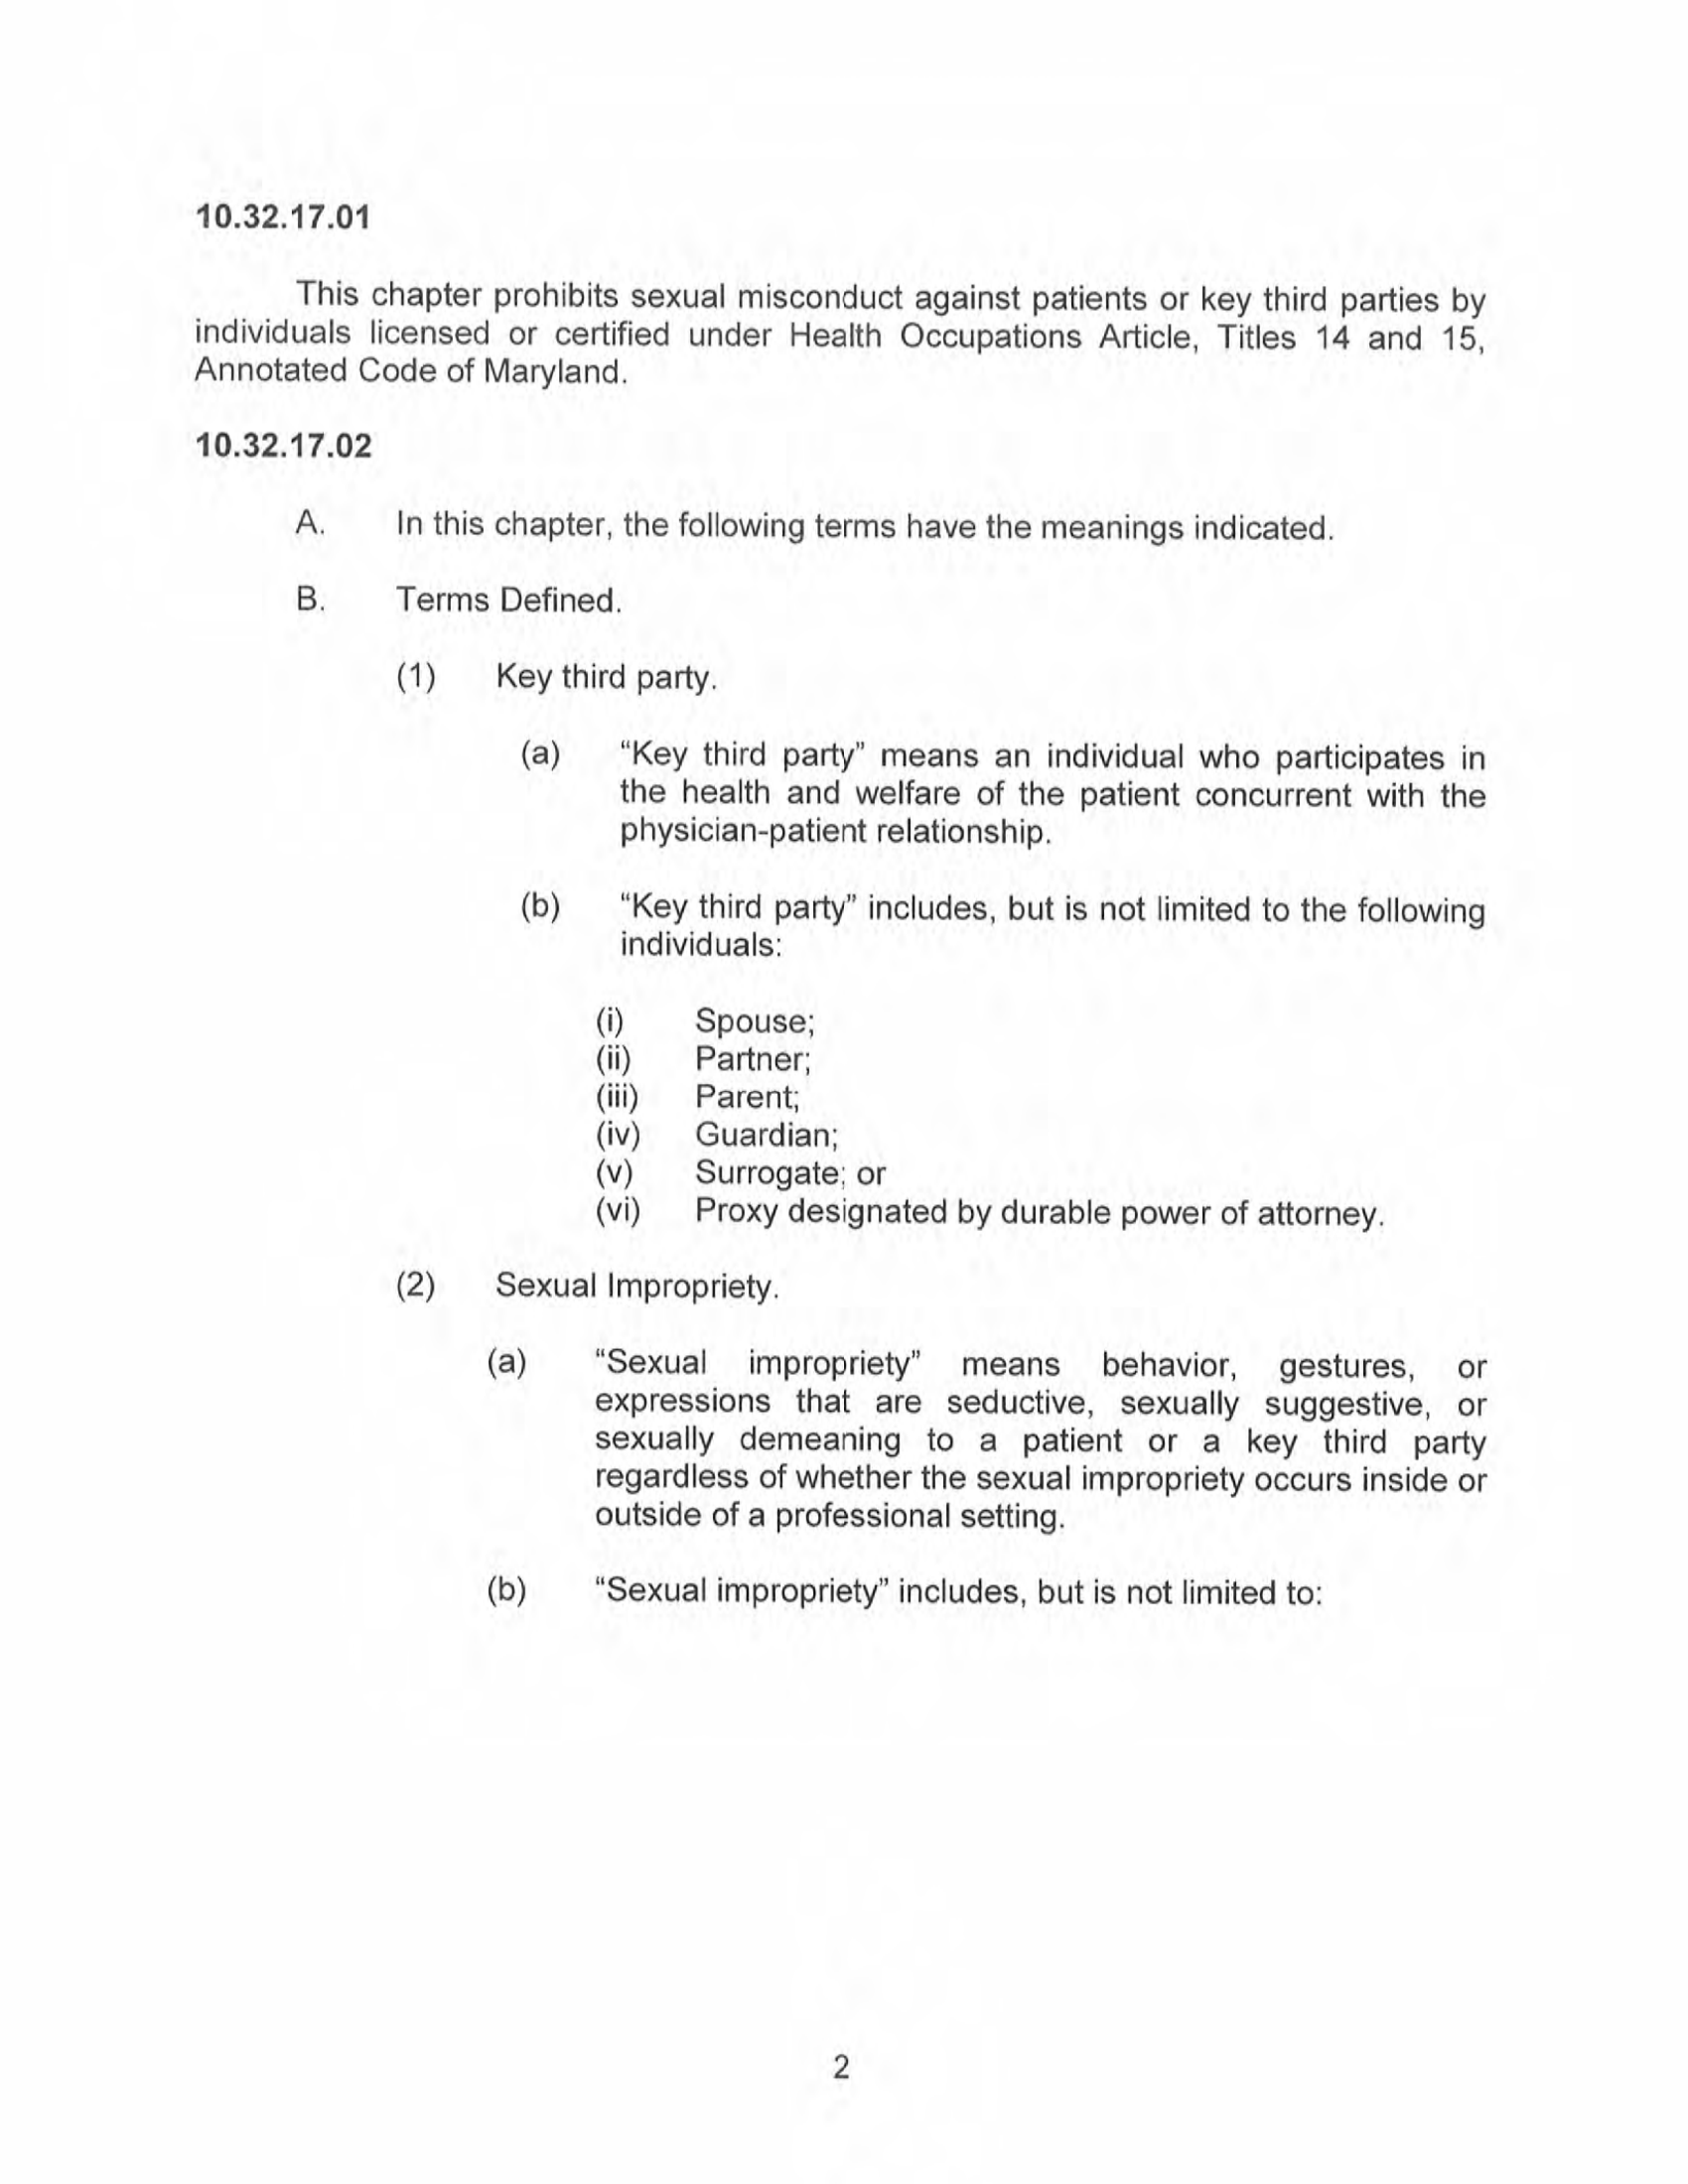 10.32.17.01
This chapter prohibits sexual misconduct against patients or key third parties by
individuals licensed or certified under Health Occupations Article, Titles 14 and 15,
Annotated Code of Maryland.
10.32.17.02
A. In this chapter, the following terms have the meanings indicated.
B. Terms Defined.
(1) Key third party.
(a) “Key third party” means an individual who participates in
the health and welfare of the patient concurrent with the
physician-patient relationship.
(b) “Key third party” includes, but is not limited to the following
individuals:
(i) Spouse;
(ii) Partner;
(iii) Parent;
(iv) Guardian;
(v) Surrogate; or
(vi) Proxy designated by durable power of attorney.
(2) Sexual Impropriety.
(a) “Sexual impropriety” means behavior, gestures, or
expressions that are seductive, sexually suggestive, or
sexually demeaning to a patient or a key third party
regardless of whether the sexual impropriety occurs inside or
outside of a professional setting.
(b) “Sexual impropriety” includes, but is not limited to:
2